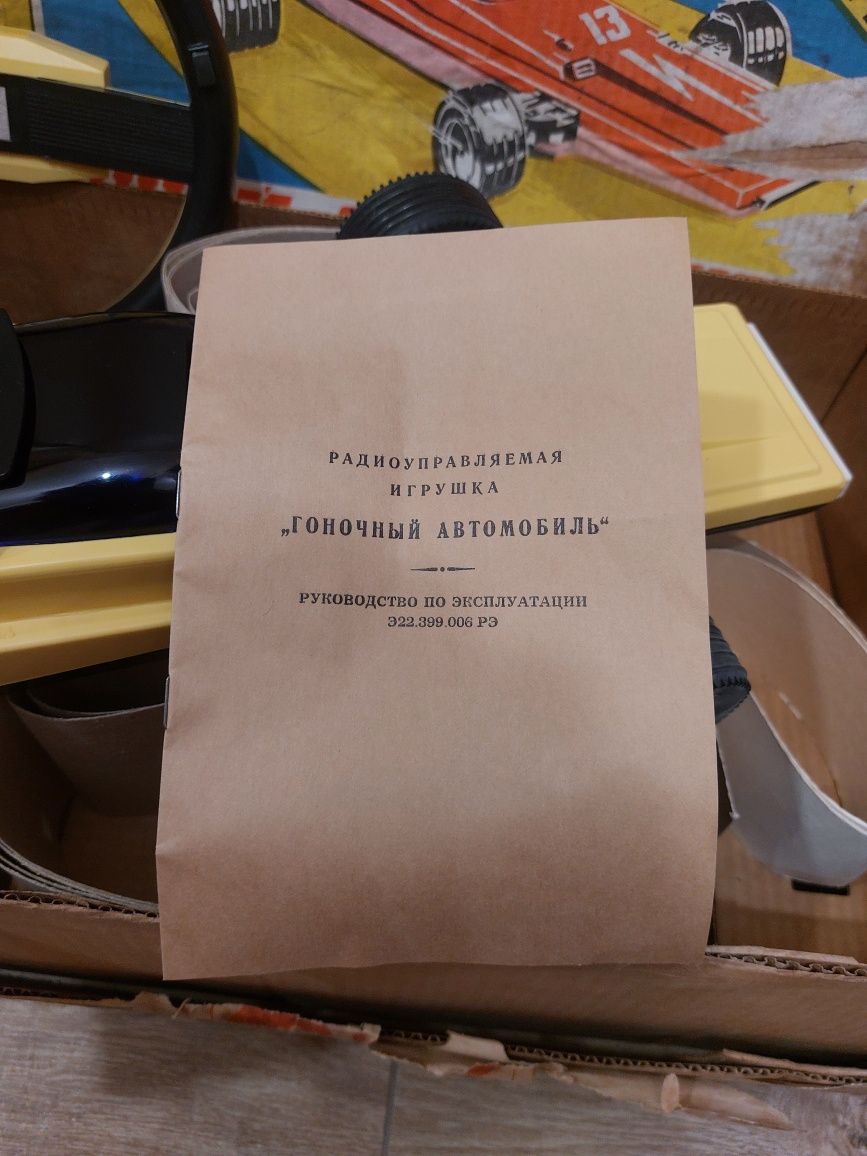 13
РАДИОУПРАВЛЯЕМАЯ
ИГРУШКА
„ГОНОЧНЫЙ АВТОМОБИЛЬ“
РУКОВОДСТВО ПО ЭКСПЛУАТАЦИИ
Э22.399.006 РЭ